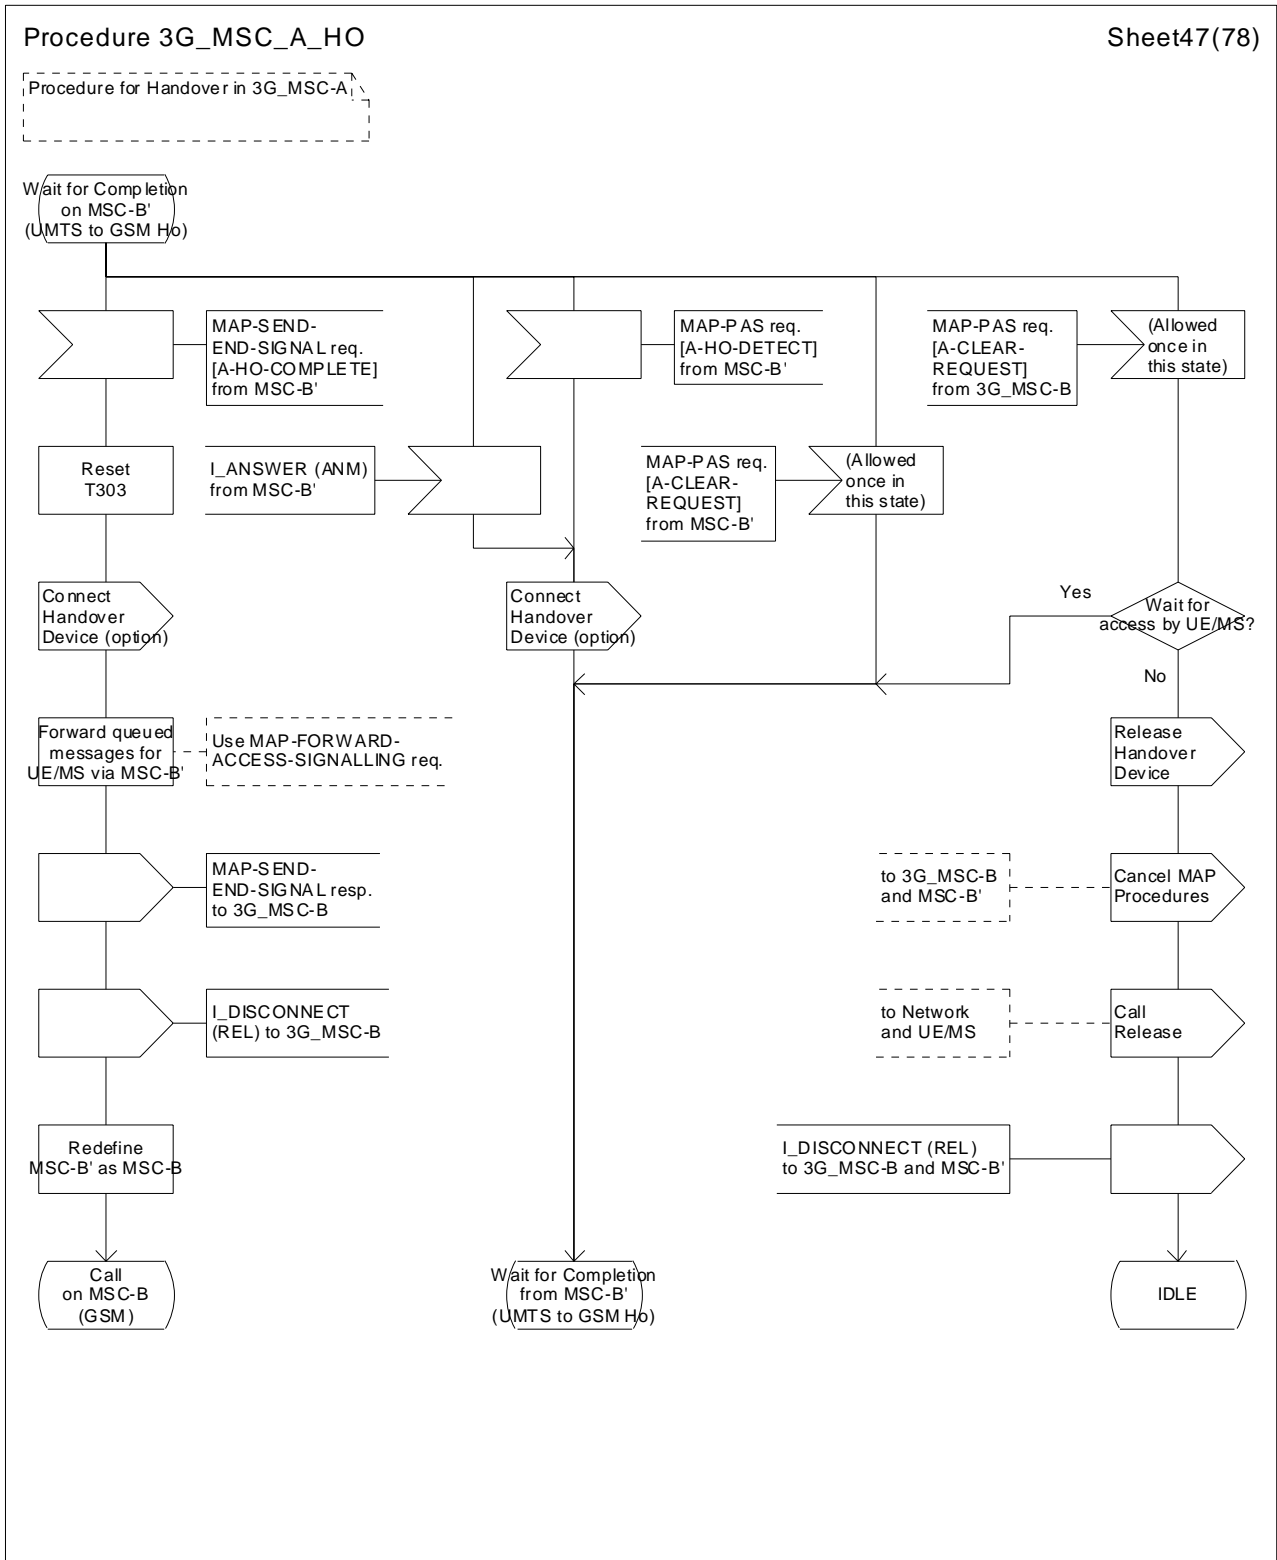 Procedure 3G_MSC_A_HO
Sheet47(78)
Procedure for Handover in 3G_MSC-A
Wait for Completion
on MSC-B'
(UMTS to GSM Ho)
MAP-SEND-
END-SIGNAL req.
[A-HO-COMPLETE]
from MSC-B'
MAP-PAS req.
[A-HO-DETECT]
from MSC-B'
MAP-PAS req.
[A-CLEAR-
REQUEST]
from 3G_MSC-B
(Allowed
once in
this state)
Reset
T303
I_ANSWER (ANM)
from MSC-B'
MAP-PAS req.
[A-CLEAR-
REQUEST]
from MSC-B'
(Allowed
once in
this state)
Connect
Handover
Device (option)
Connect
Handover
Device (option)
Yes
Wait for
access by UE/MS?
No
Forward queued
messages for
UE/MS via MSC-B'
Use MAP-FORWARD-
ACCESS-SIGNALLING req.
Release
Handover
Device
MAP-SEND-
END-SIGNAL resp.
to 3G_MSC-B
to 3G_MSC-B
and MSC-B'
Cancel MAP
Procedures
I_DISCONNECT
(REL) to 3G_MSC-B
to Network
and UE/MS
Call
Release
Redefine
MSC-B' as MSC-B
I_DISCONNECT (REL)
to 3G_MSC-B and MSC-B'
Call
on MSC-B
(GSM)
Wait for Completion
from MSC-B'
(UMTS to GSM Ho)
IDLE